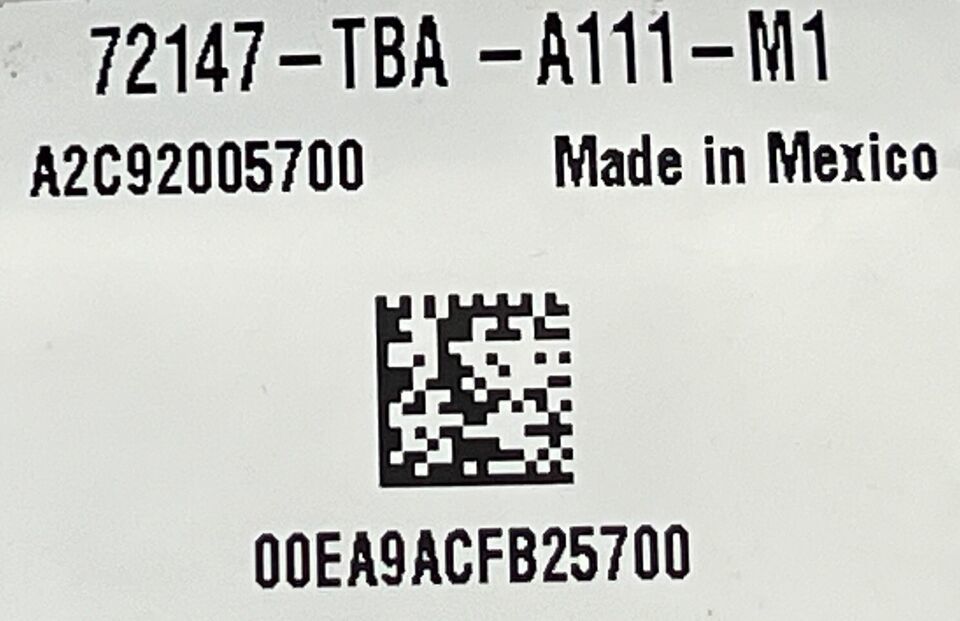 72147-TBA-A111-M1
A2C92005700 Made in Mexico
00EA9ACFB25700